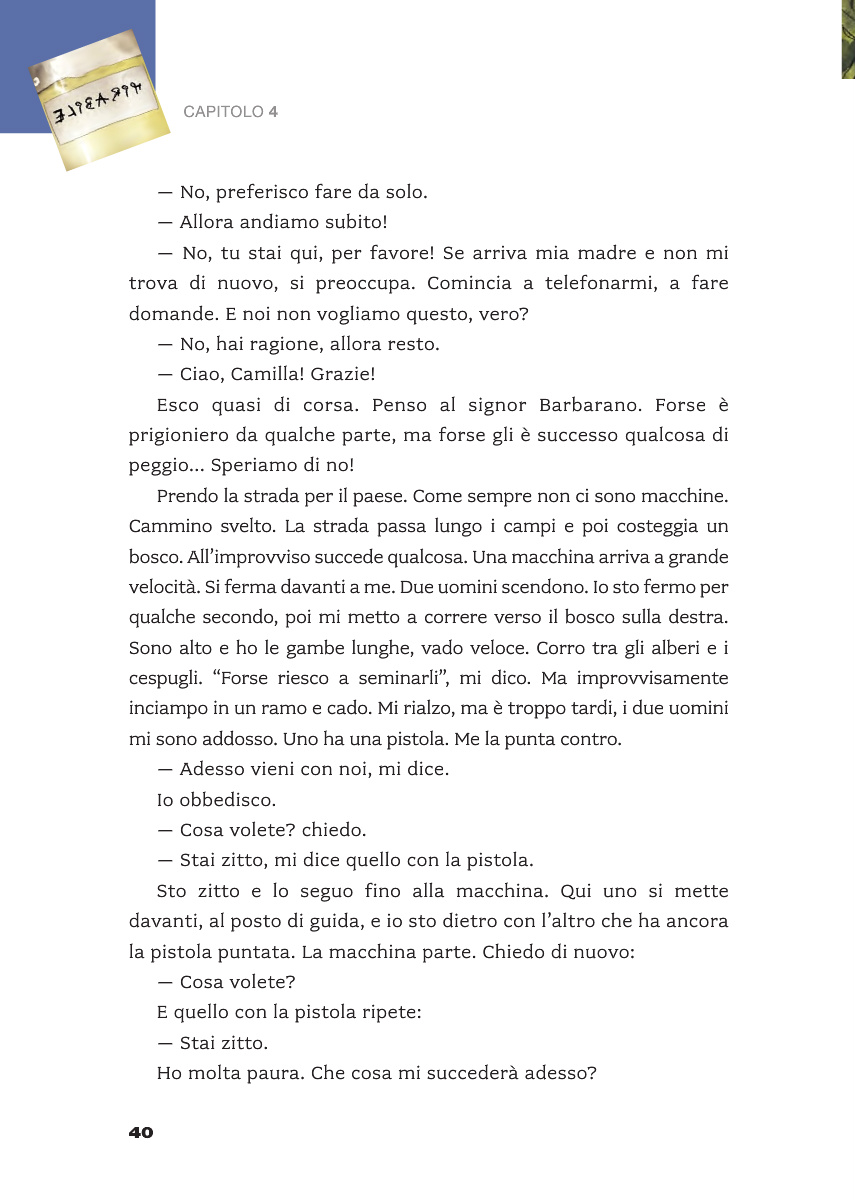 CAPITOLO 4
— No, preferisco fare da solo.
— Allora andiamo subito!
— No, tu stai qui, per favore! Se arriva mia madre e non mi
trova di nuovo, si preoccupa. Comincia a telefonarmi, a fare
domande. E noi non vogliamo questo, vero?
— No, hai ragione, allora resto.
— Ciao, Camilla! Grazie!
Esco quasi di corsa. Penso al signor Barbarano. Forse è
prigioniero da qualche parte, ma forse gli è successo qualcosa di
peggio... Speriamo di no!
Prendo la strada per il paese. Come sempre non ci sono macchine.
Cammino svelto. La strada passa lungo i campi e poi costeggia un
bosco. All’improvviso succede qualcosa. Una macchina arriva a grande
velocità. Si ferma davanti a me. Due uomini scendono. Io sto fermo per
qualche secondo, poi mi metto a correre verso il bosco sulla destra.
Sono alto e ho le gambe lunghe, vado veloce. Corro tra gli alberi e i
cespugli. “Forse riesco a seminarli”, mi dico. Ma improvvisamente
inciampo in un ramo e cado. Mi rialzo, ma è troppo tardi, i due uomini
mi sono addosso. Uno ha una pistola. Me la punta contro.
— Adesso vieni con noi, mi dice.
Io obbedisco.
— Cosa volete? chiedo.
— Stai zitto, mi dice quello con la pistola.
Sto zitto e lo seguo fino alla macchina. Qui uno si mette
davanti, al posto di guida, e io sto dietro con l’altro che ha ancora
la pistola puntata. La macchina parte. Chiedo di nuovo:
— Cosa volete?
E quello con la pistola ripete:
— Stai zitto.
Ho molta paura. Che cosa mi succederà adesso?
40